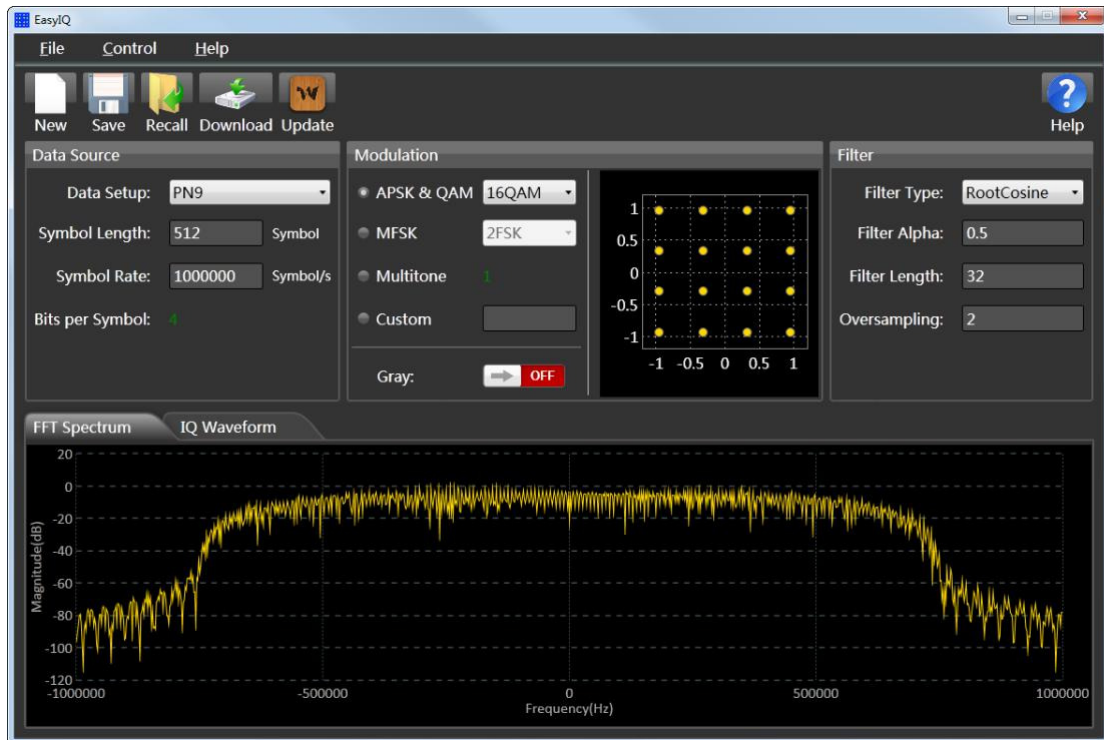 EasyIQ
File Control Help
New Save Recall Download Update Help
Data Source
Data Setup: PN9
Symbol Length: 512 Symbol
Symbol Rate: 1000000 Symbol/s
Bits per Symbol: 4
Modulation
APSK & QAM 16QAM
MFSK 2FSK
Multitone 1
Custom
Gray: OFF
1
0.5
0
-0.5
-1
-1 -0.5 0 0.5 1
Filter
Filter Type: RootCosine
Filter Alpha: 0.5
Filter Length: 32
Oversampling: 2
FFT Spectrum IQ Waveform
Magnitude(dB)
20
0
-20
-40
-60
-80
-100
-120
-1000000 -500000 0 500000 1000000
Frequency(Hz)